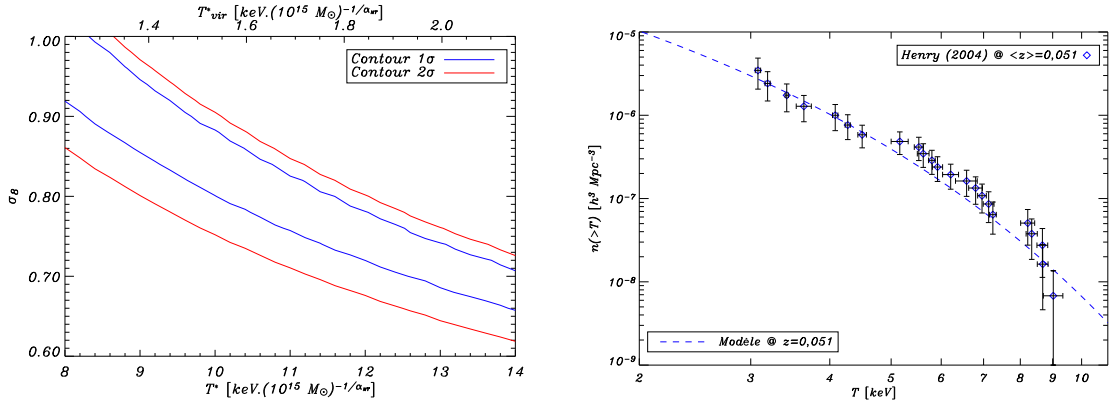 T*vir [keV.(10^15 M⊙)^-1/αMT]
1.4 1.6 1.8 2.0
1.00
0.90
0.80
0.70
0.60
σ8
Contour 1σ
Contour 2σ
8 9 10 11 12 13 14
T* [keV.(10^15 M⊙)^-1/αMT]
10^-5
10^-6
10^-7
10^-8
10^-9
n(>T) [h^3 Mpc^-3]
Henry (2004) @ <z>=0,051
Modèle @ z=0,051
2 3 4 5 6 7 8 9 10
T [keV]